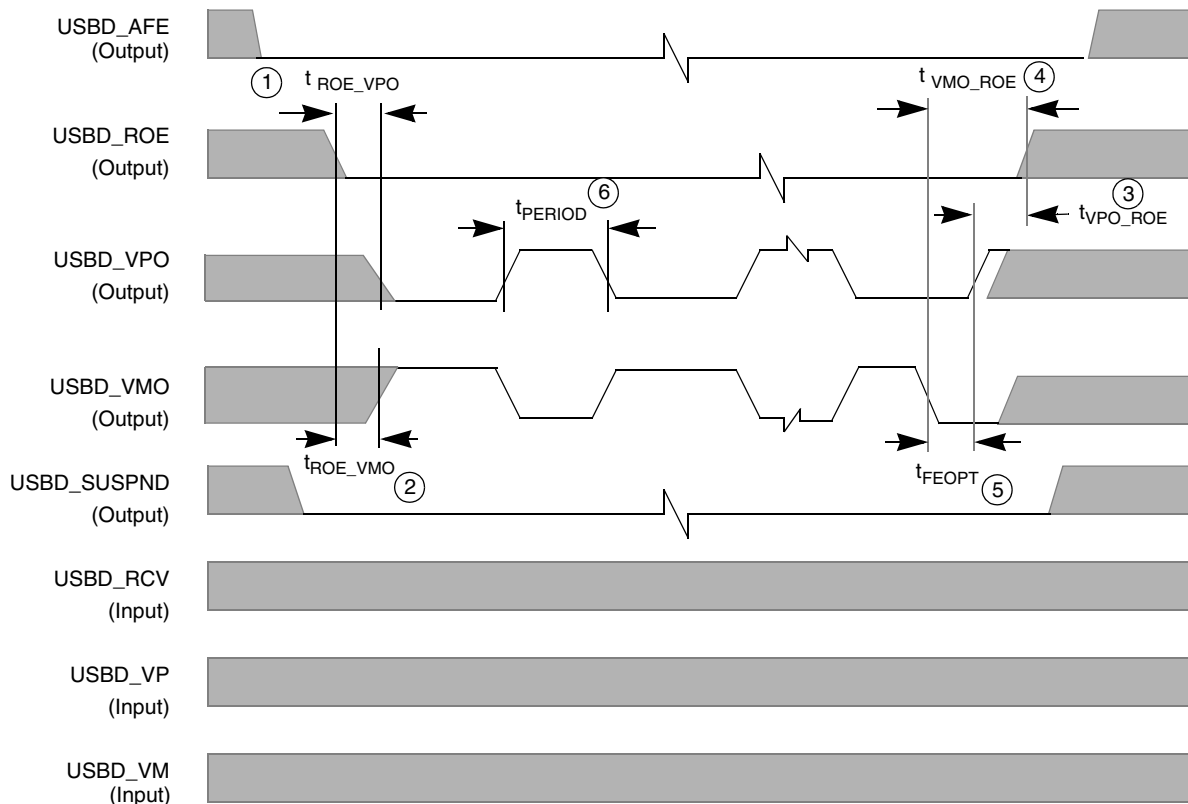 USBD_AFE
(Output)
1 t ROE_VPO
t VMO_ROE 4
USBD_ROE
(Output)
6
tPERIOD
3
tVPO_ROE
USBD_VPO
(Output)
USBD_VMO
(Output)
tROE_VMO 2
tFEOPT 5
USBD_SUSPND
(Output)
USBD_RCV
(Input)
USBD_VP
(Input)
USBD_VM
(Input)